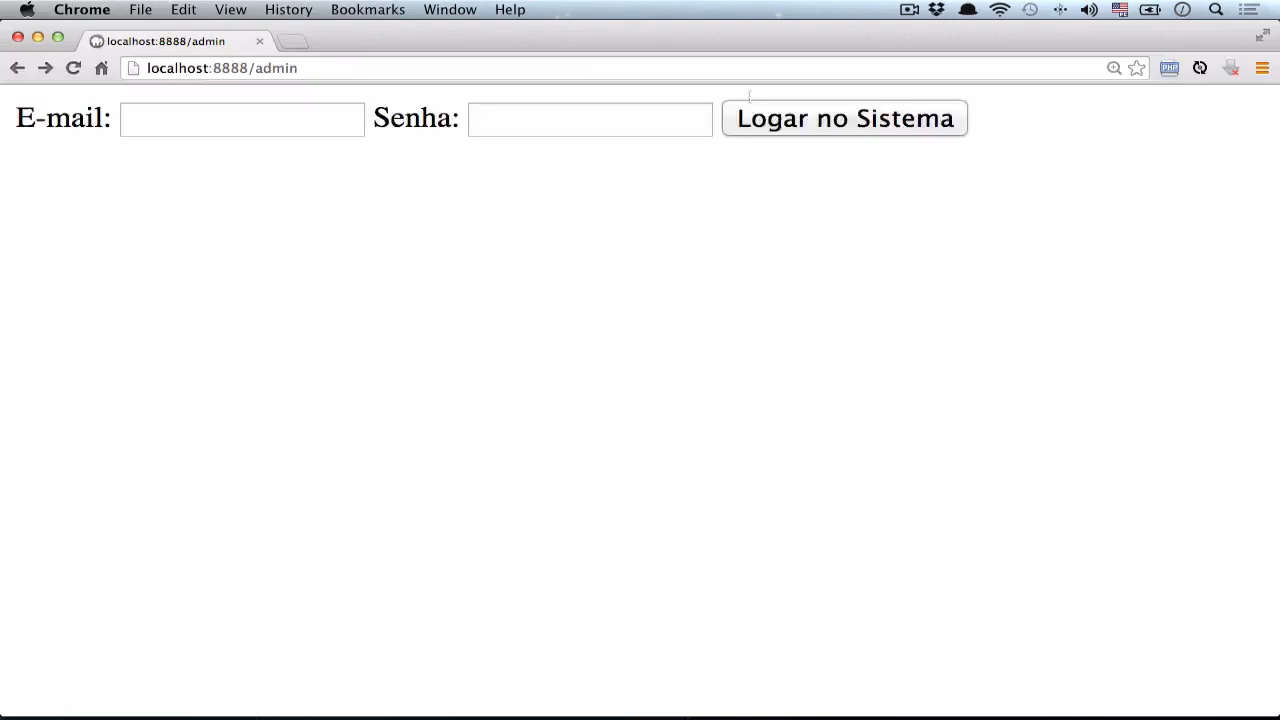 Chrome File Edit View History Bookmarks Window Help
localhost:8888/admin
localhost:8888/admin
PHP
E-mail: Senha: Logar no Sistema